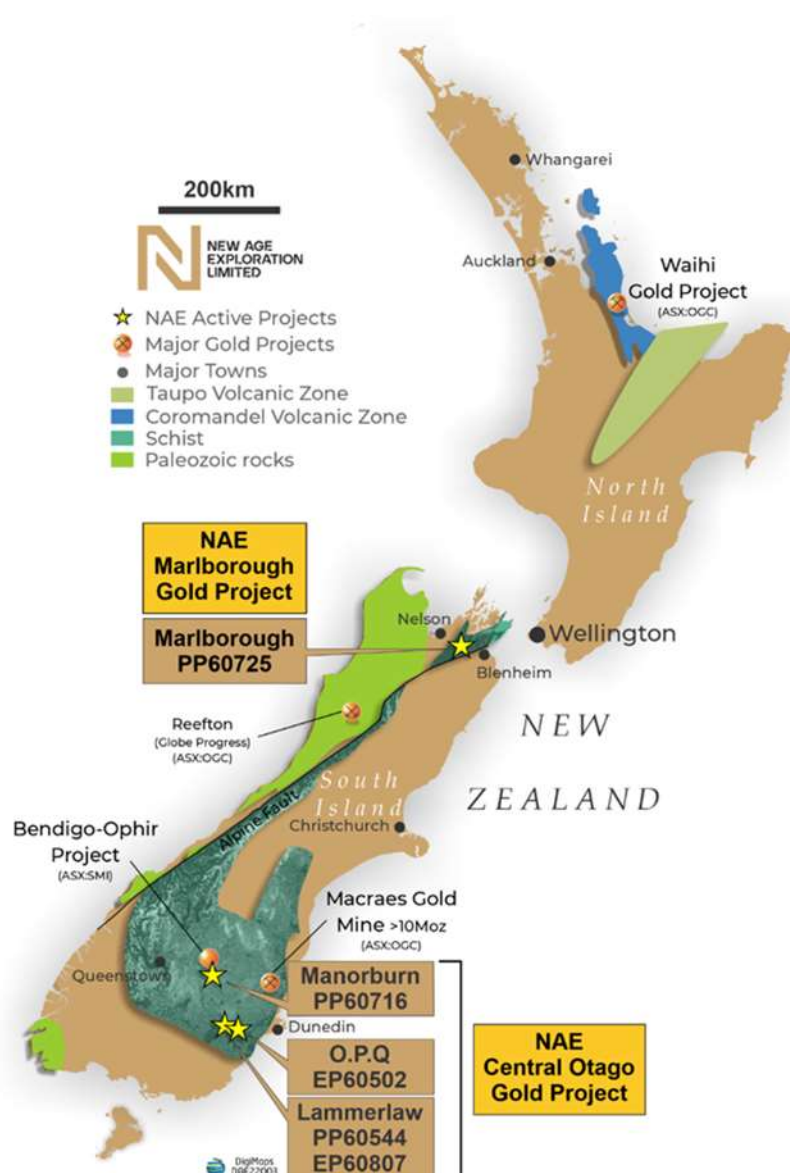 Whangarei
200km
NEW AGE
EXPLORATION
LIMITED
Auckland
Waihi
Gold Project
(ASX:OGC)
NAE Active Projects
Major Gold Projects
Major Towns
Taupo Volcanic Zone
Coromandel Volcanic Zone
Schist
Paleozoic rocks
North
Island
NAE
Marlborough
Gold Project
Marlborough
PP60725
Nelson
Wellington
Blenheim
Reefton
(Globe Progress)
(ASX:OGC)
NEW
ZEALAND
South
Island
Alpine Fault
Christchurch
Bendigo-Ophir
Project
(ASX:SMI)
Macraes Gold
Mine >10Moz
(ASX:OGC)
Queenstown
Manorburn
PP60716
Dunedin
O.P.Q
EP60502
Lammerlaw
PP60544
EP60807
NAE
Central Otago
Gold Project
DigiMaps